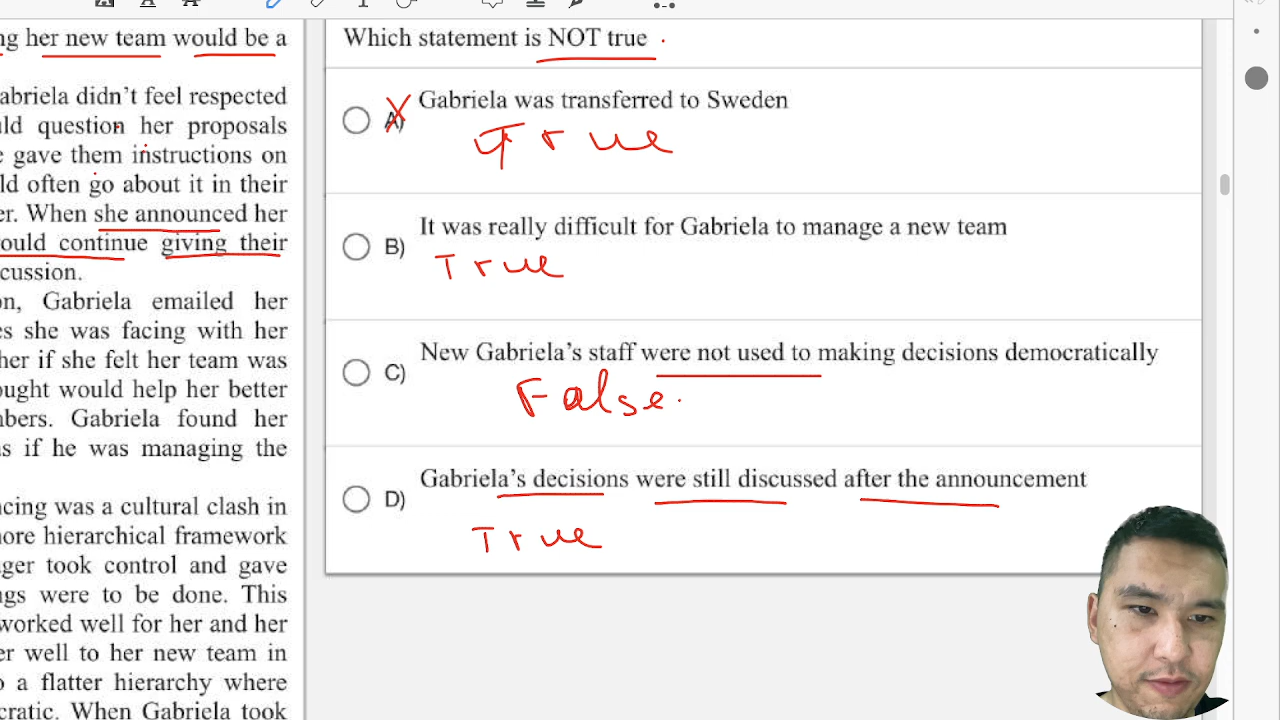 ng her new team would be a
abriela didn't feel respected
uld question her proposals
e gave them instructions on
ld often go about it in their
er. When she announced her
ould continue giving their
cussion.
on, Gabriela emailed her
es she was facing with her
her if she felt her team was
ought would help her better
nbers. Gabriela found her
as if he was managing the
acing was a cultural clash in
nore hierarchical framework
ger took control and gave
ngs were to be done. This
worked well for her and her
er well to her new team in
o a flatter hierarchy where
cratic. When Gabriela took
Which statement is NOT true
A) Gabriela was transferred to Sweden
True
B) It was really difficult for Gabriela to manage a new team
True
C) New Gabriela's staff were not used to making decisions democratically
False.
D) Gabriela's decisions were still discussed after the announcement
True